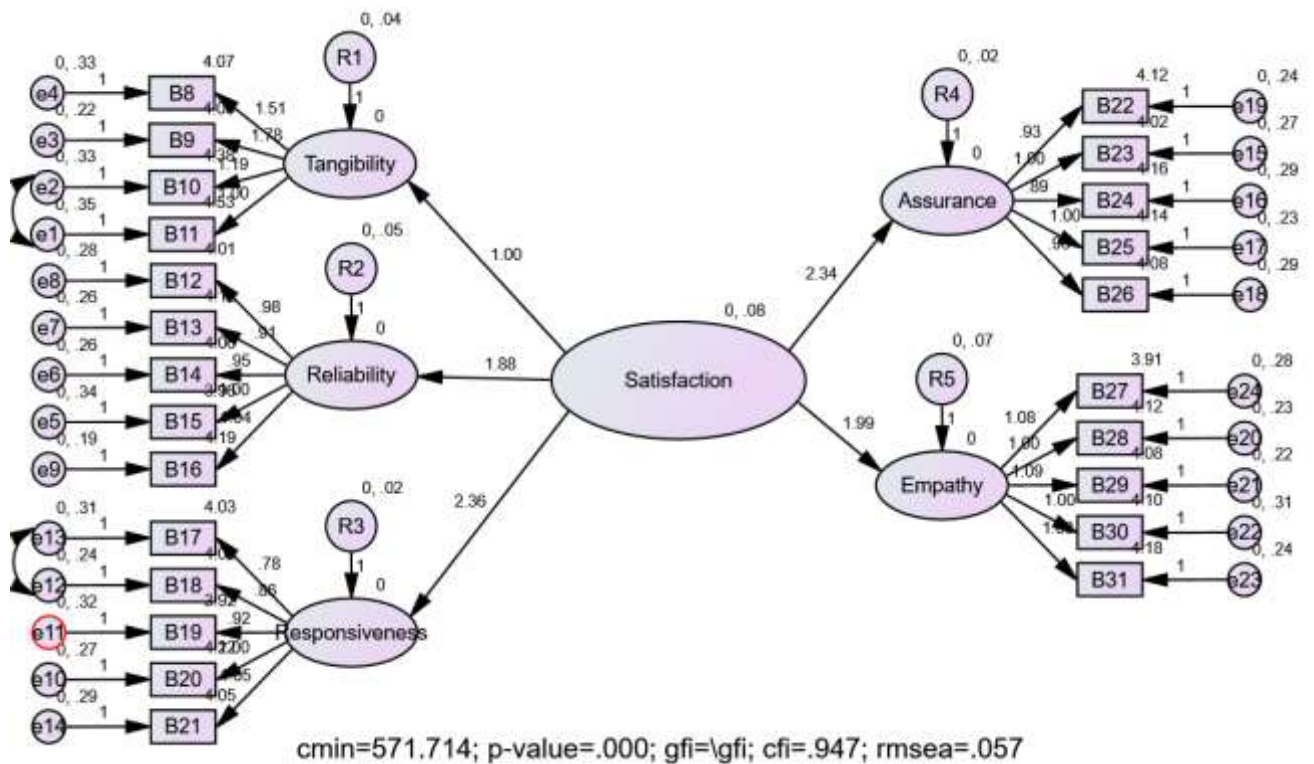 0, .04
R1
1
0
Tangibility
0, .33
e4
1
4.07
B8
1.51
0, .22
e3
1
B9
1.78
0, .33
e2
1
4.38
B10
1.19
0, .35
e1
1
4.53
B11
1.00
0, .05
R2
1
0
Reliability
0, .28
e8
1
4.01
B12
.98
0, .26
e7
1
B13
.91
0, .26
e6
1
B14
.95
0, .34
e5
1
B15
1.00
0, .19
e9
1
4.19
B16
0, .02
R3
1
0
Responsiveness
0, .31
e13
1
4.03
B17
.78
0, .24
e12
1
B18
.86
0, .32
e11
1
3.92
B19
.92
0, .27
e10
1
B20
0, .29
e14
1
4.05
B21
1.00
1.88
2.36
0, .08
Satisfaction
2.34
1.99
0, .02
R4
1
0
Assurance
4.12
0, .24
.93
B22
1
e19
4.02
0, .27
1.00
B23
1
e15
4.16
0, .29
.89
B24
1
e16
4.14
0, .23
1.00
B25
1
e17
4.08
0, .29
B26
1
e18
0, .07
R5
1
0
Empathy
3.91
0, .28
1.08
B27
1
e24
4.12
0, .23
1.00
B28
1
e20
4.08
0, .22
1.09
B29
1
e21
4.10
0, .31
1.00
B30
1
e22
4.18
0, .24
B31
1
e23
cmin=571.714; p-value=.000; gfi=\gfi; cfi=.947; rmsea=.057